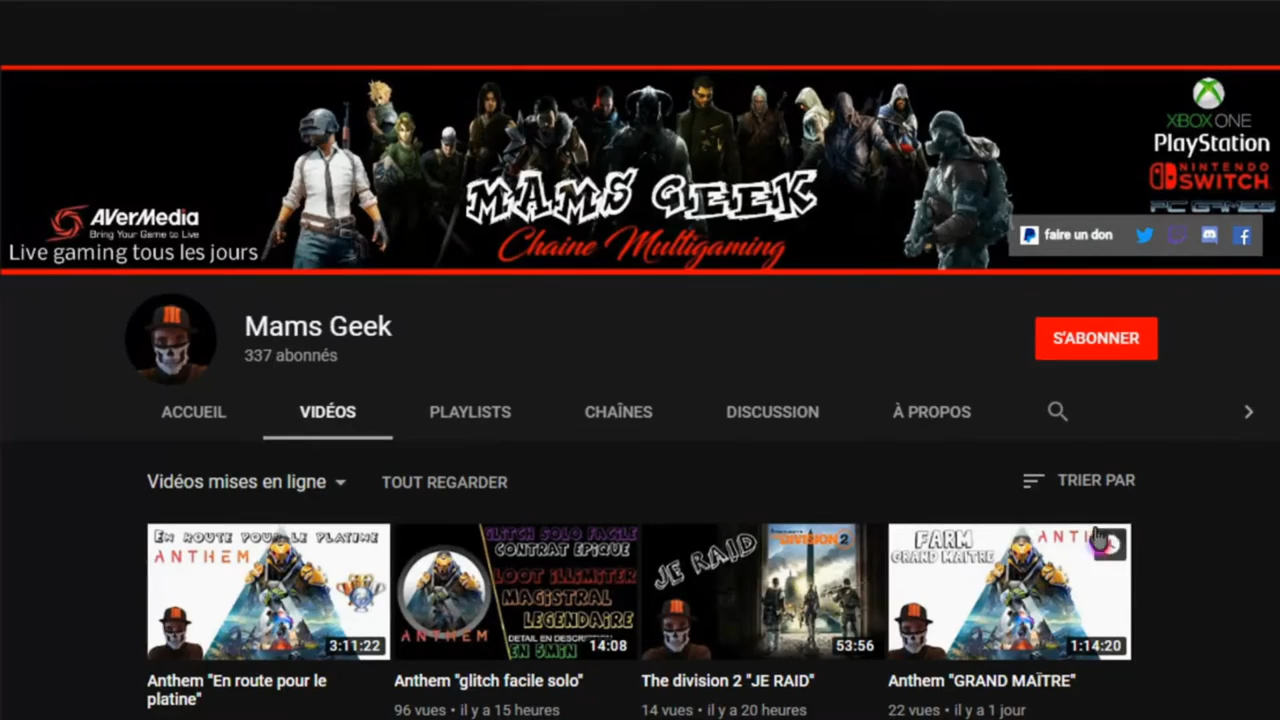 XBOX ONE
PlayStation
NINTENDO
SWITCH
PC GAMES
MAMS GEEK
Chaine Multigaming
AVerMedia
Bring Your Game to Live
Live gaming tous les jours
faire un don
Mams Geek
337 abonnés
S'ABONNER
ACCUEIL
VIDÉOS
PLAYLISTS
CHAÎNES
DISCUSSION
À PROPOS
Vidéos mises en ligne
TOUT REGARDER
TRIER PAR
EN ROUTE POUR LE PLATINE
ANTHEM
3:11:22
GLITCH SOLO FACILE
CONTRAT EPIQUE
LOOT ILLIMITER
MAGISTRAL
LEGENDAIRE
ANTHEM
EN 5MIN
14:08
JE RAID
DIVISION 2
53:56
FARM
GRAND MAITRE
1:14:20
Anthem "En route pour le
platine"
Anthem "glitch facile solo"
96 vues • il y a 15 heures
The division 2 "JE RAID"
14 vues • il y a 20 heures
Anthem "GRAND MAÏTRE"
22 vues • il y a 1 jour